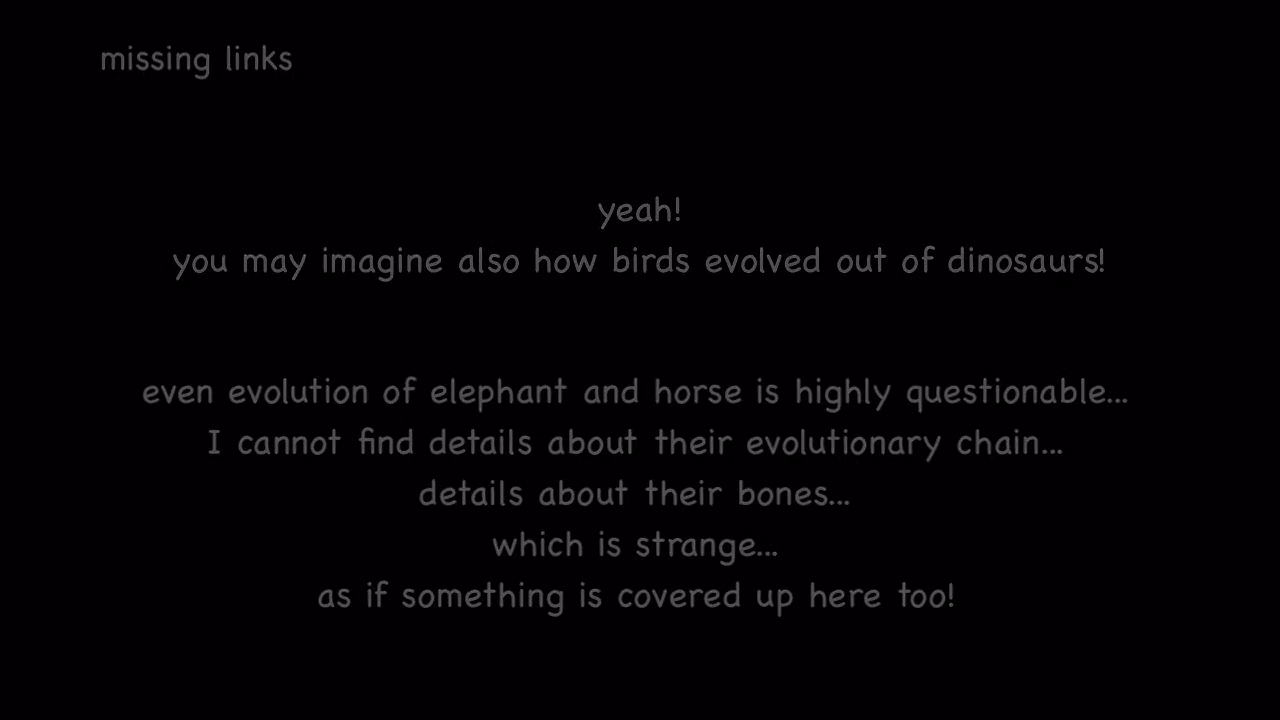 missing links
yeah!
you may imagine also how birds evolved out of dinosaurs!
even evolution of elephant and horse is highly questionable...
I cannot find details about their evolutionary chain...
details about their bones...
which is strange...
as if something is covered up here too!